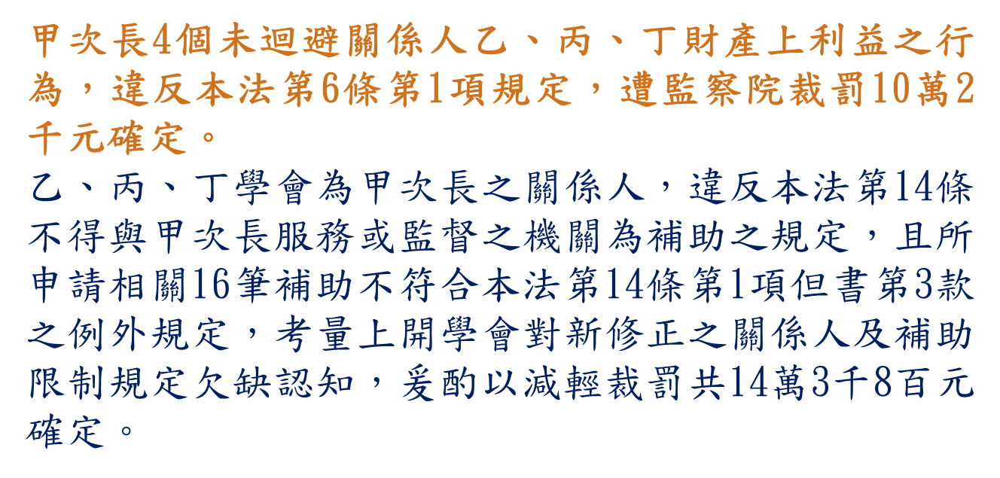 甲次長4個未迴避關係人乙、丙、丁財產上利益之行
為，違反本法第6條第1項規定，遭監察院裁罰10萬2
千元確定。
乙、丙、丁學會為甲次長之關係人，違反本法第14條
不得與甲次長服務或監督之機關為補助之規定，且所
申請相關16筆補助不符合本法第14條第1項但書第3款
之例外規定，考量上開學會對新修正之關係人及補助
限制規定欠缺認知，爰酌以減輕裁罰共14萬3千8百元
確定。